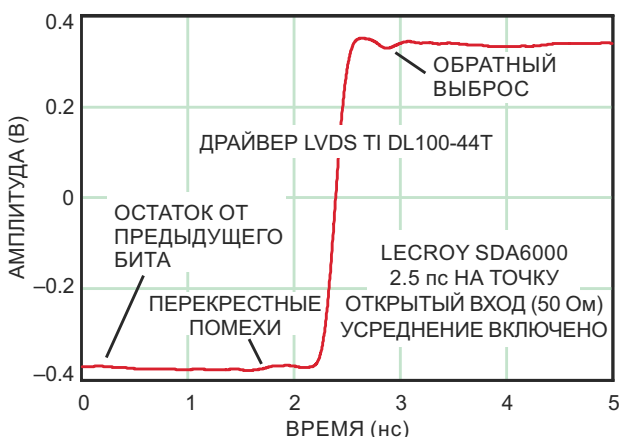 0.4
0.2
0
–0.2
–0.4
АМПЛИТУДА (В)
ОБРАТНЫЙ
ВЫБРОС
ДРАЙВЕР LVDS TI DL100-44T
ОСТАТОК ОТ
ПРЕДЫДУЩЕГО
БИТА
ПЕРЕКРЕСТНЫЕ
ПОМЕХИ
LECROY SDA6000
2.5 пс НА ТОЧКУ
ОТКРЫТЫЙ ВХОД (50 Ом)
УСРЕДНЕНИЕ ВКЛЮЧЕНО
0 1 2 3 4 5
ВРЕМЯ (нс)